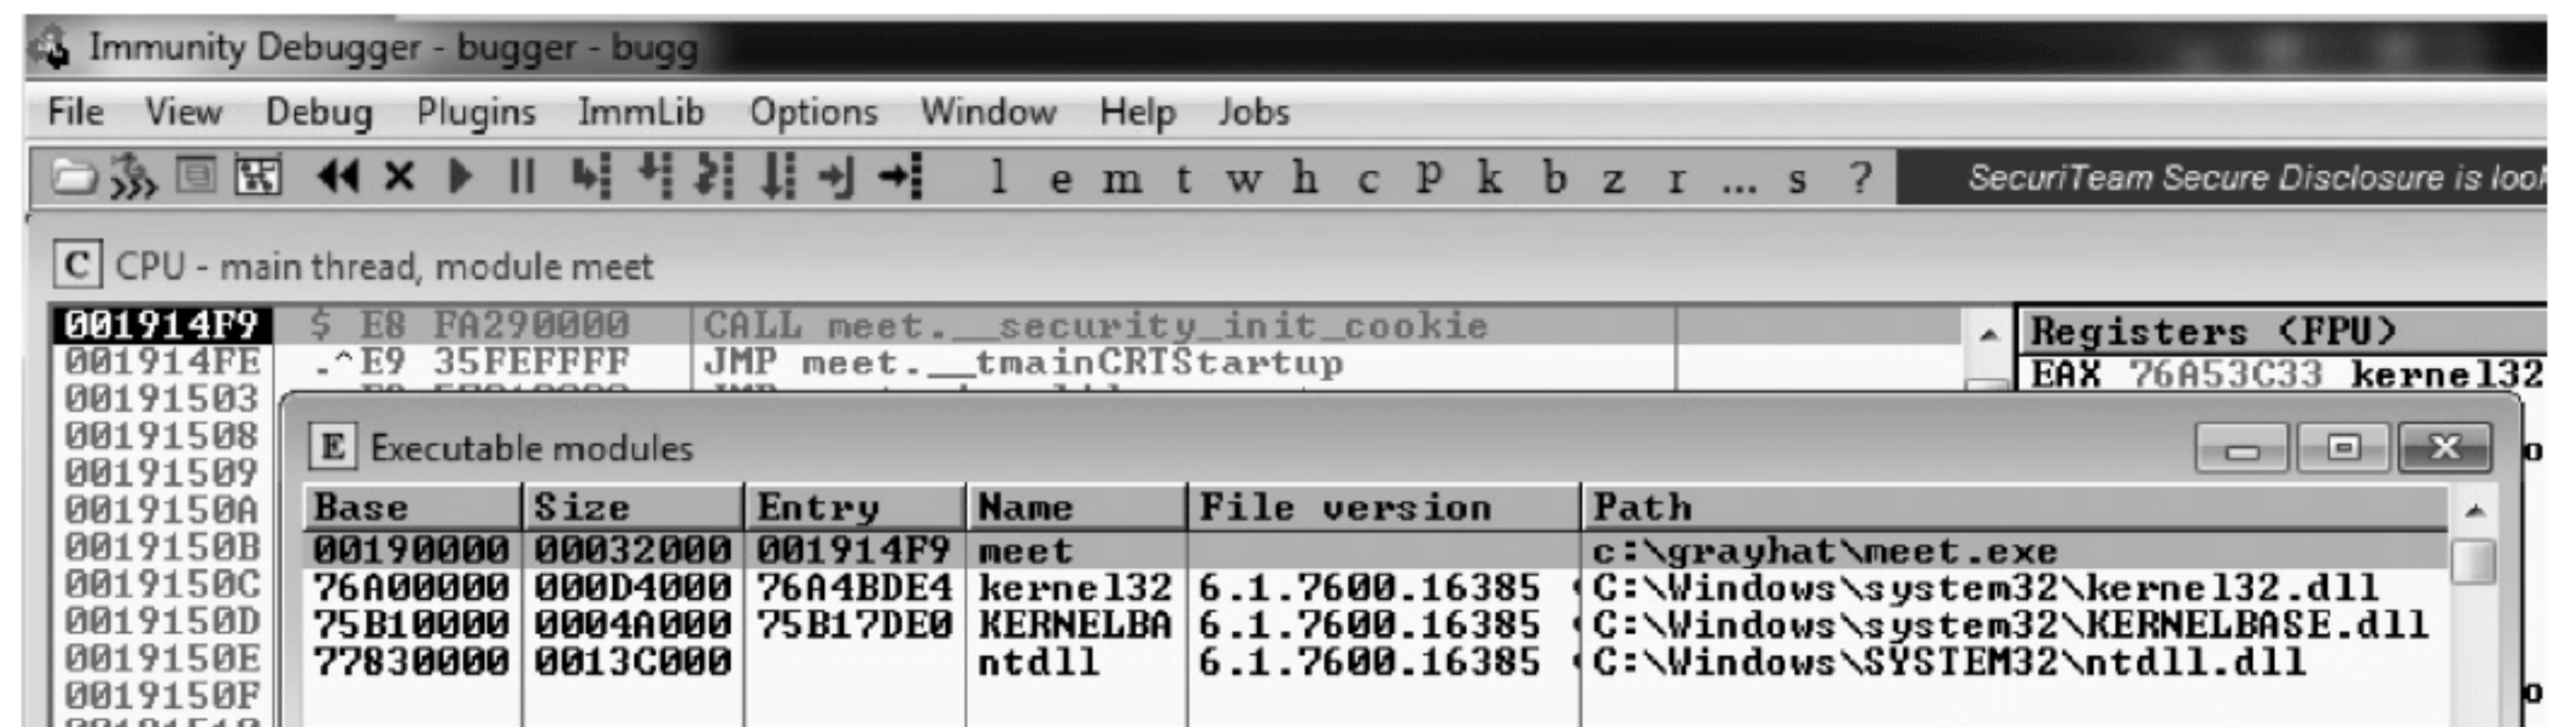 Immunity Debugger - bugger - bugg
File View Debug Plugins ImmLib Options Window Help Jobs
l e m t w h c P k b z r ... s ? SecuriTeam Secure Disclosure is
C CPU - main thread, module meet
001914F9 $ E8 FA290000 CALL meet.__security_init_cookie Registers (FPU)
001914FE .^E9 35FEFFFF JMP meet.__tmainCRTStartup EAX 76A53C33 kernel32
00191503
00191508 E Executable modules
00191509
0019150A Base Size Entry Name File version Path
0019150B 00190000 00032000 001914F9 meet c:\grayhat\meet.exe
0019150C 76A00000 000D4000 76A4BDE4 kernel32 6.1.7600.16385 C:\Windows\system32\kernel32.dll
0019150D 75B10000 0004A000 75B17DE0 KERNELBA 6.1.7600.16385 C:\Windows\system32\KERNELBASE.dll
0019150E 77830000 0013C000 ntdll 6.1.7600.16385 C:\Windows\SYSTEM32\ntdll.dll
0019150F